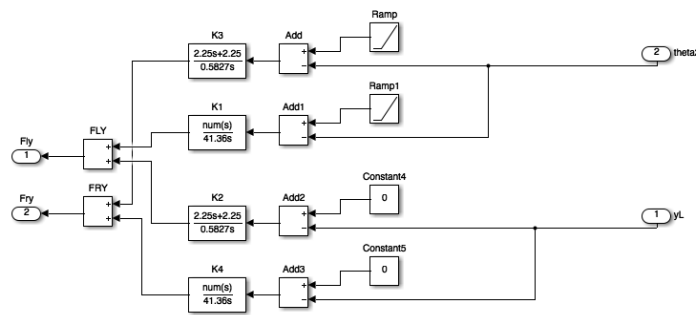 Ramp
K3
Add
2.25s+2.25
0.5827s
+
−
2
theta2
Ramp1
K1
Add1
num(s)
41.36s
+
−
Fly
1
FLY
+
+
Constant4
0
K2
Add2
2.25s+2.25
0.5827s
+
−
1
yL
Fry
2
FRY
+
+
Constant5
0
K4
Add3
num(s)
41.36s
+
−